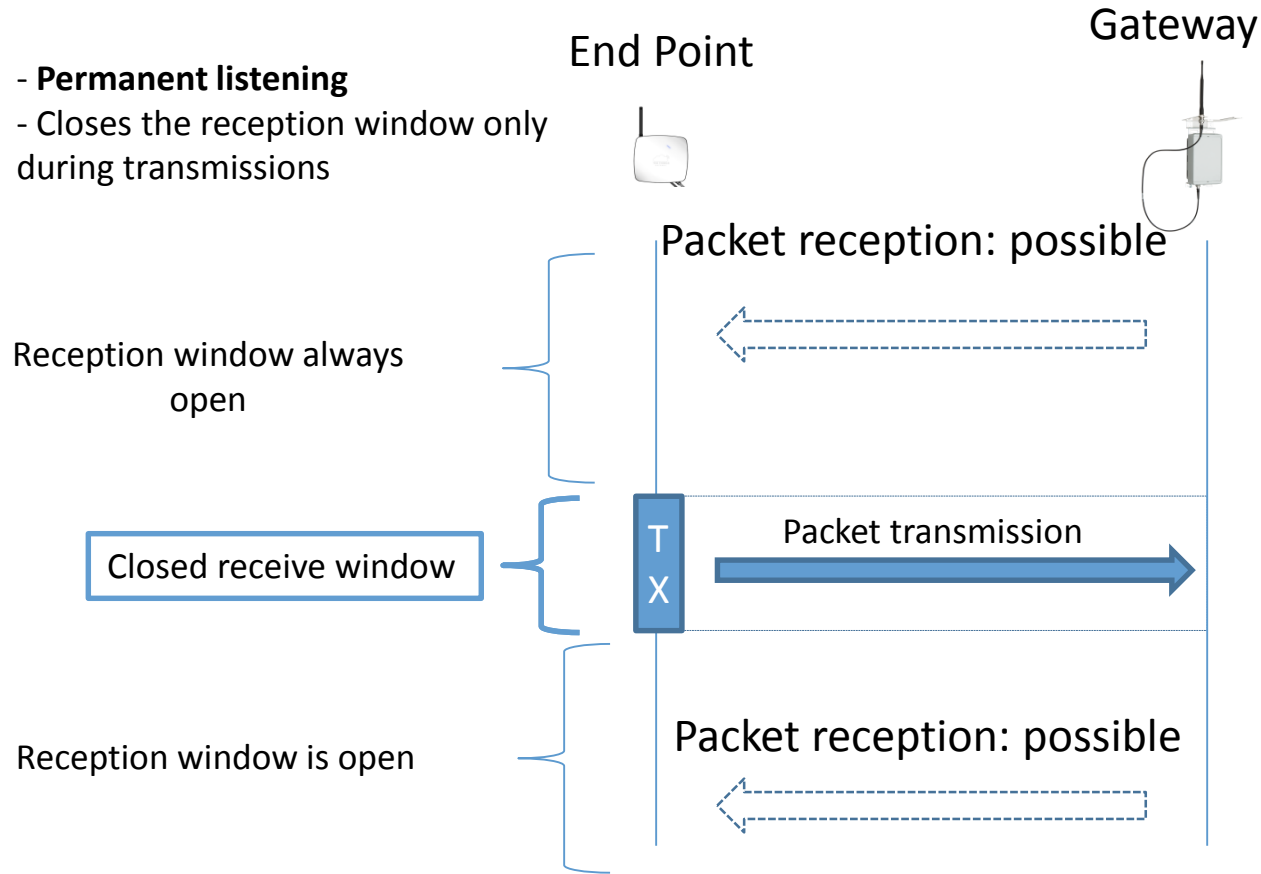 Gateway
End Point
- Permanent listening
- Closes the reception window only
during transmissions
Packet reception: possible
Reception window always
open
T
X
Packet transmission
Closed receive window
Packet reception: possible
Reception window is open